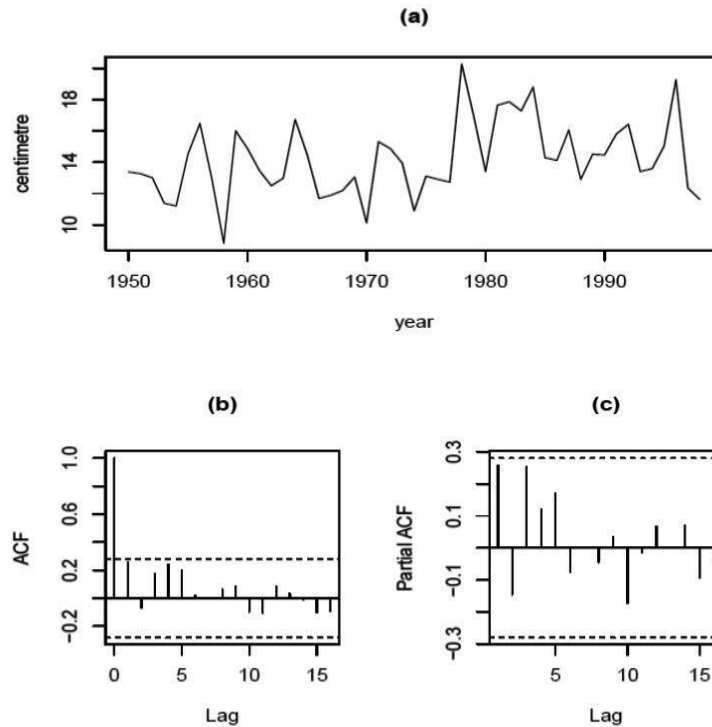 (a)
centimetre
18
14
10
1950 1960 1970 1980 1990
year
(b)
ACF
1.0
0.6
0.2
−0.2
0 5 10 15
Lag
(c)
Partial ACF
0.3
0.1
−0.1
−0.3
5 10 15
Lag